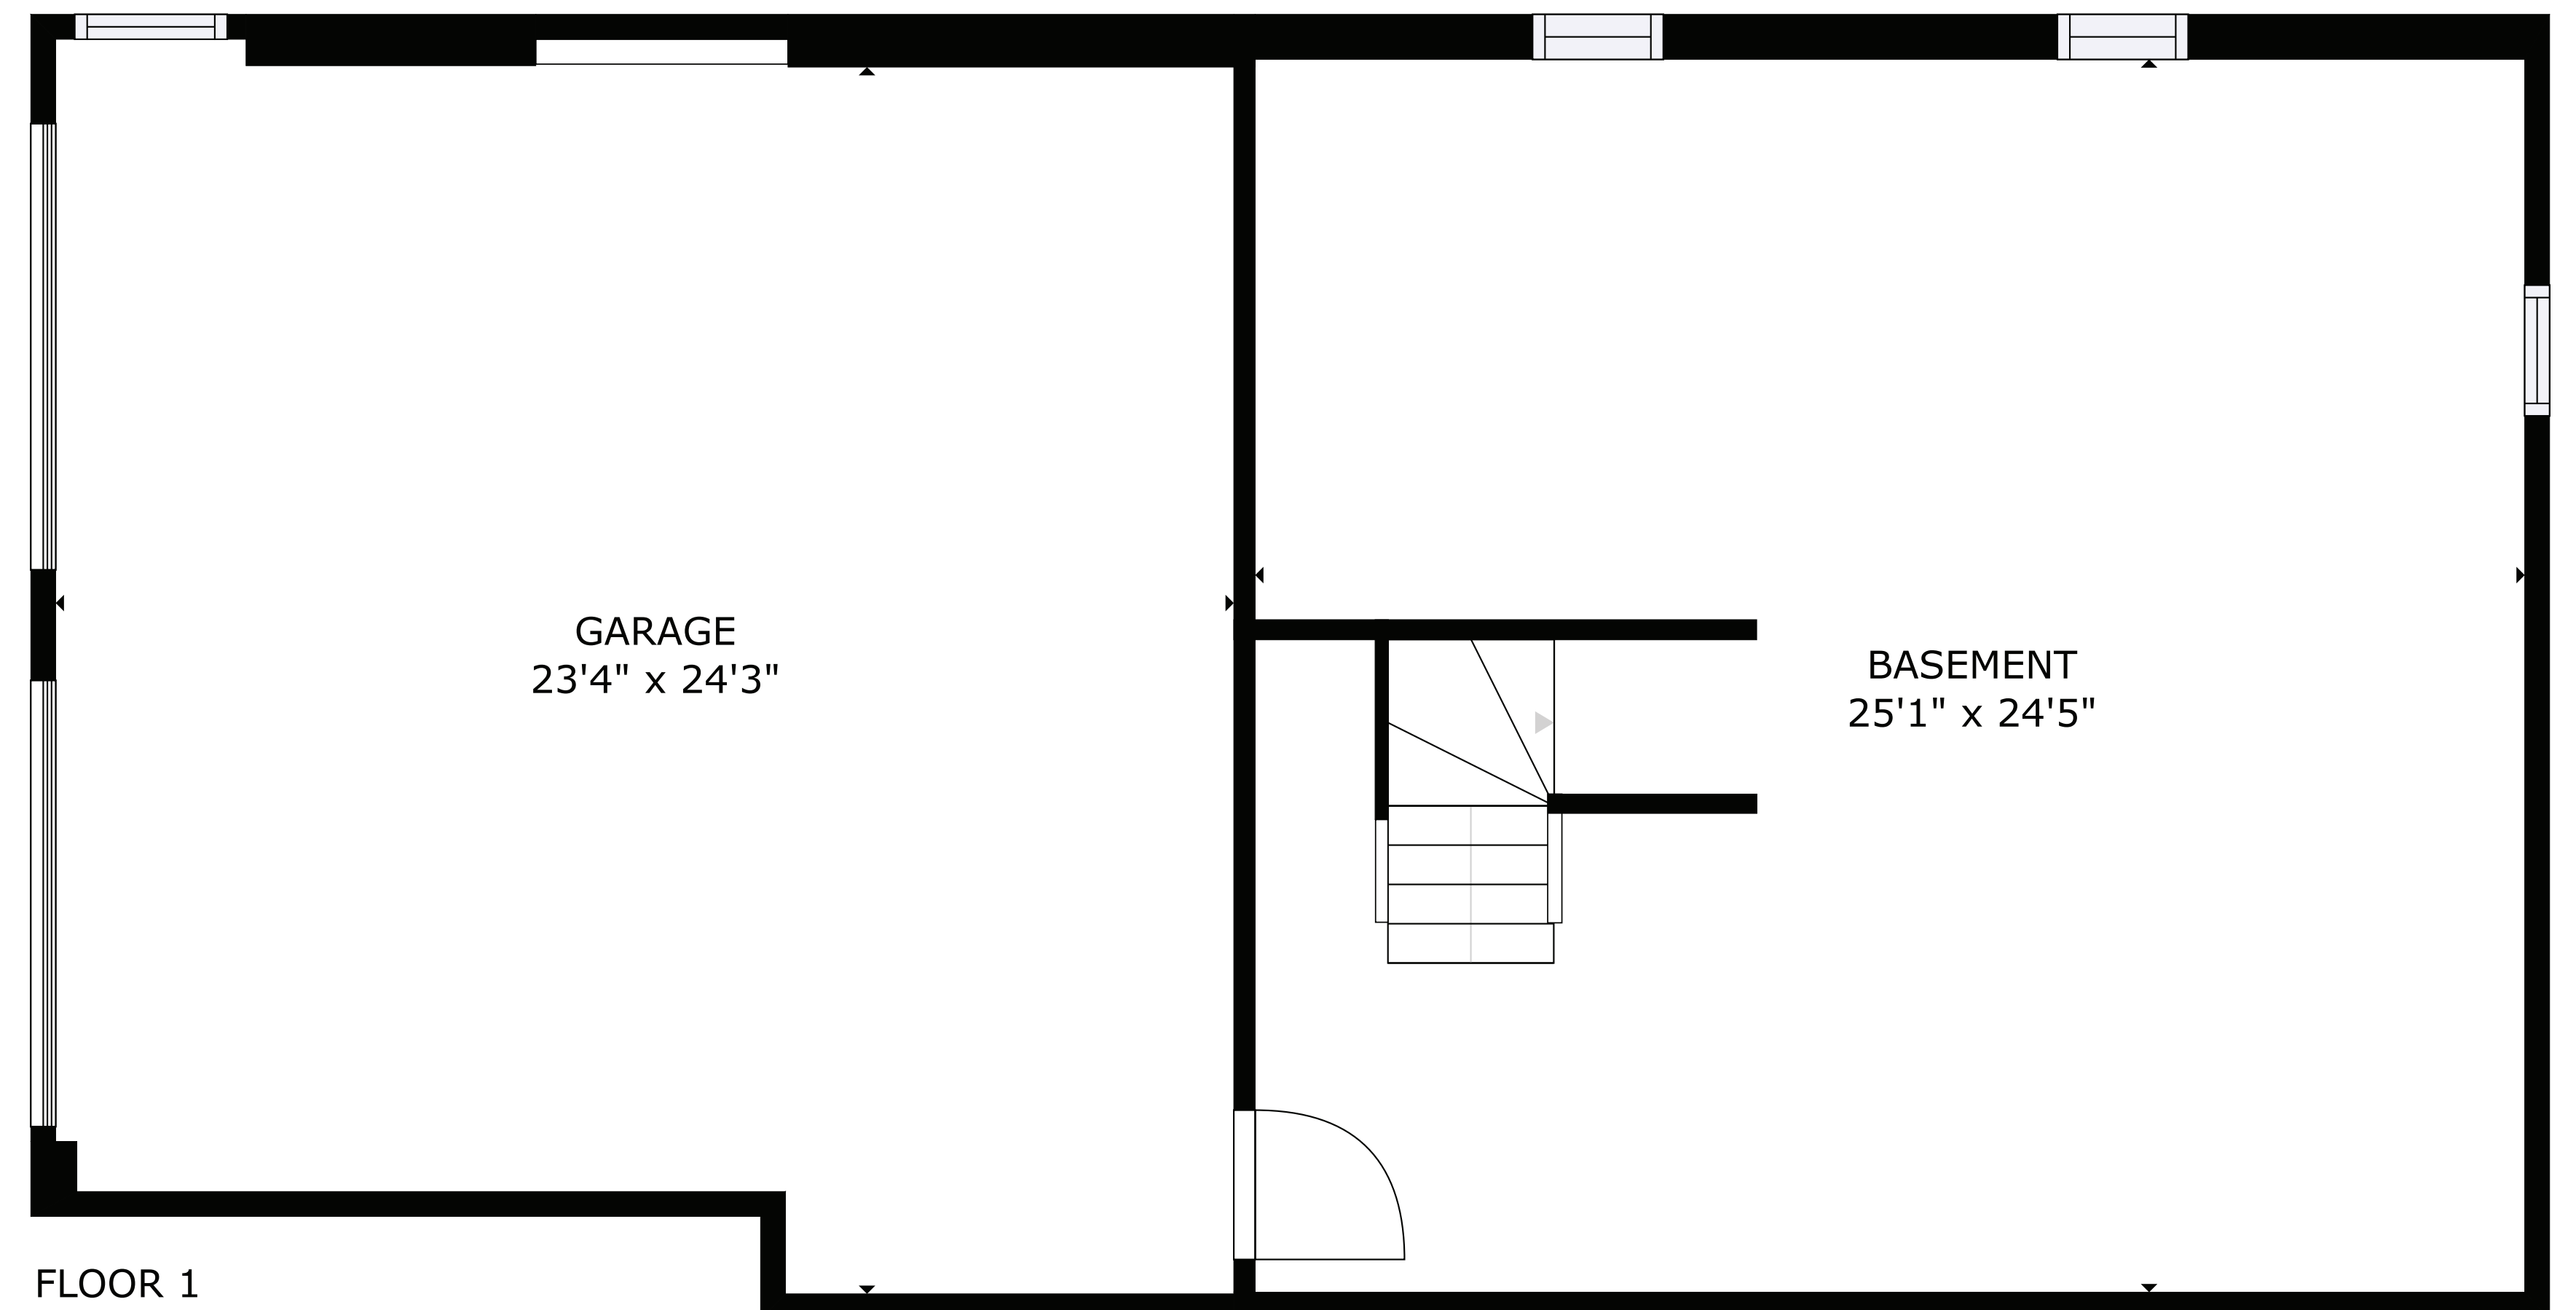 GARAGE
23'4" x 24'3"
BASEMENT
25'1" x 24'5"
FLOOR 1